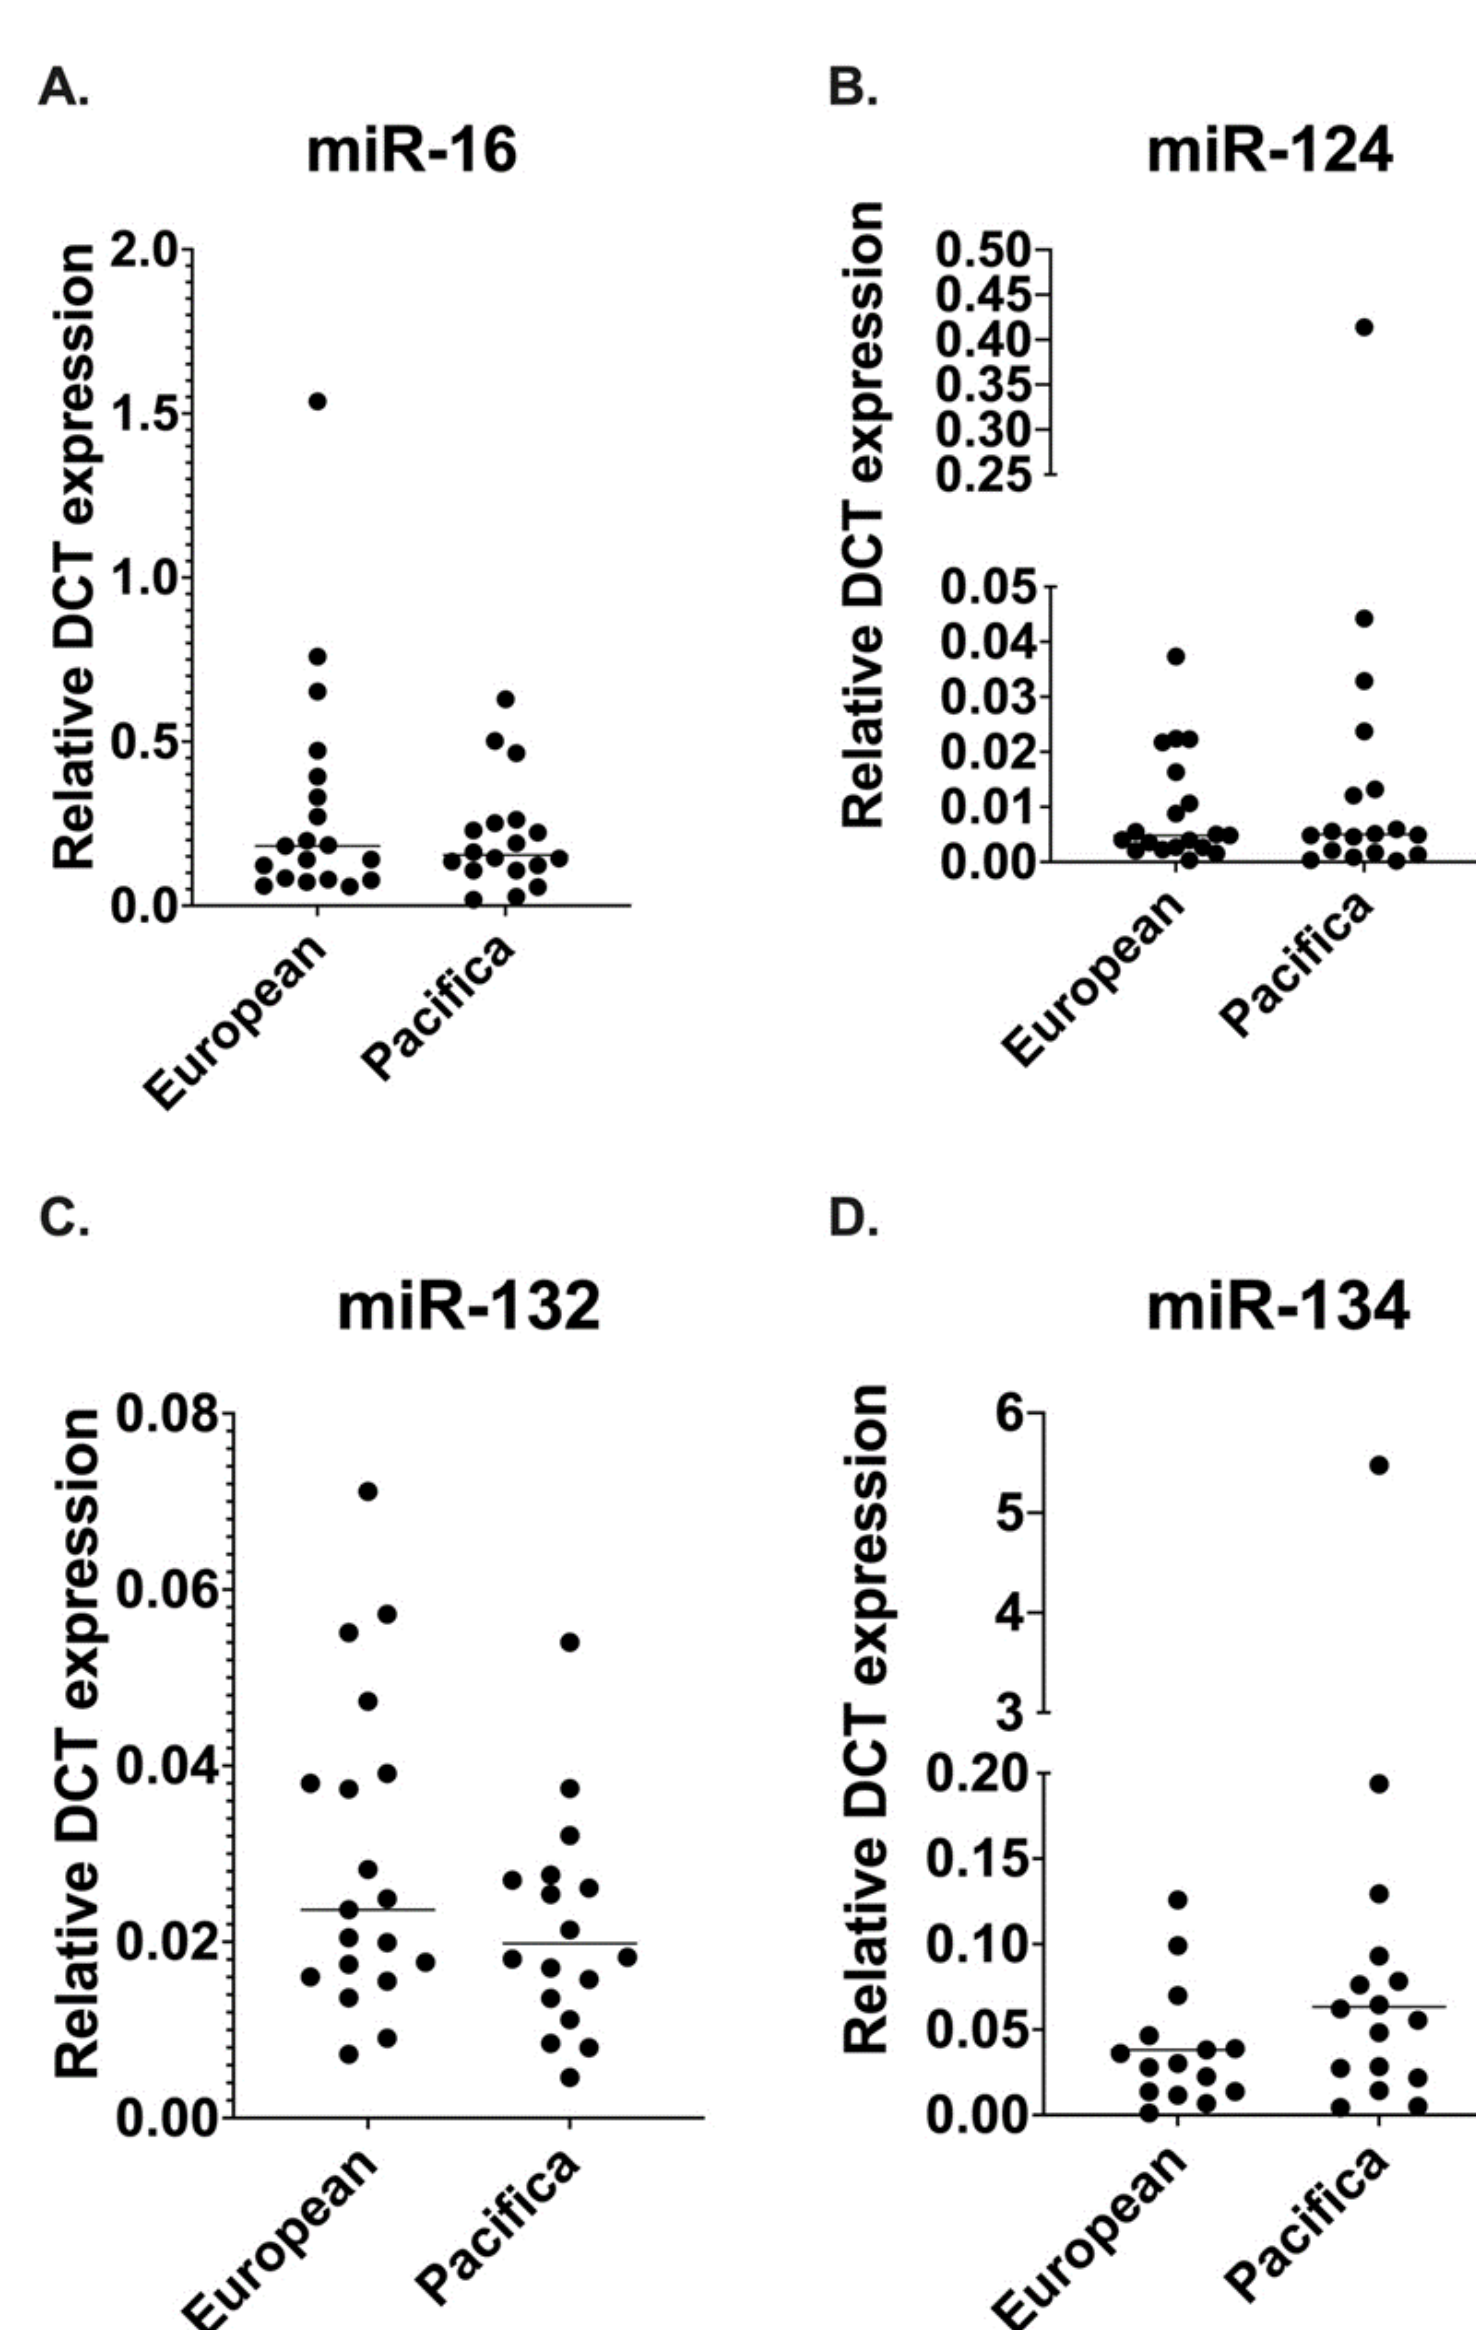 A.
miR-16
Relative DCT expression
2.0
1.5
1.0
0.5
0.0
European
Pacifica
B.
miR-124
Relative DCT expression
0.50
0.45
0.40
0.35
0.30
0.25
0.05
0.04
0.03
0.02
0.01
0.00
European
Pacifica
C.
miR-132
Relative DCT expression
0.08
0.06
0.04
0.02
0.00
European
Pacifica
D.
miR-134
Relative DCT expression
6
5
4
3
0.20
0.15
0.10
0.05
0.00
European
Pacifica